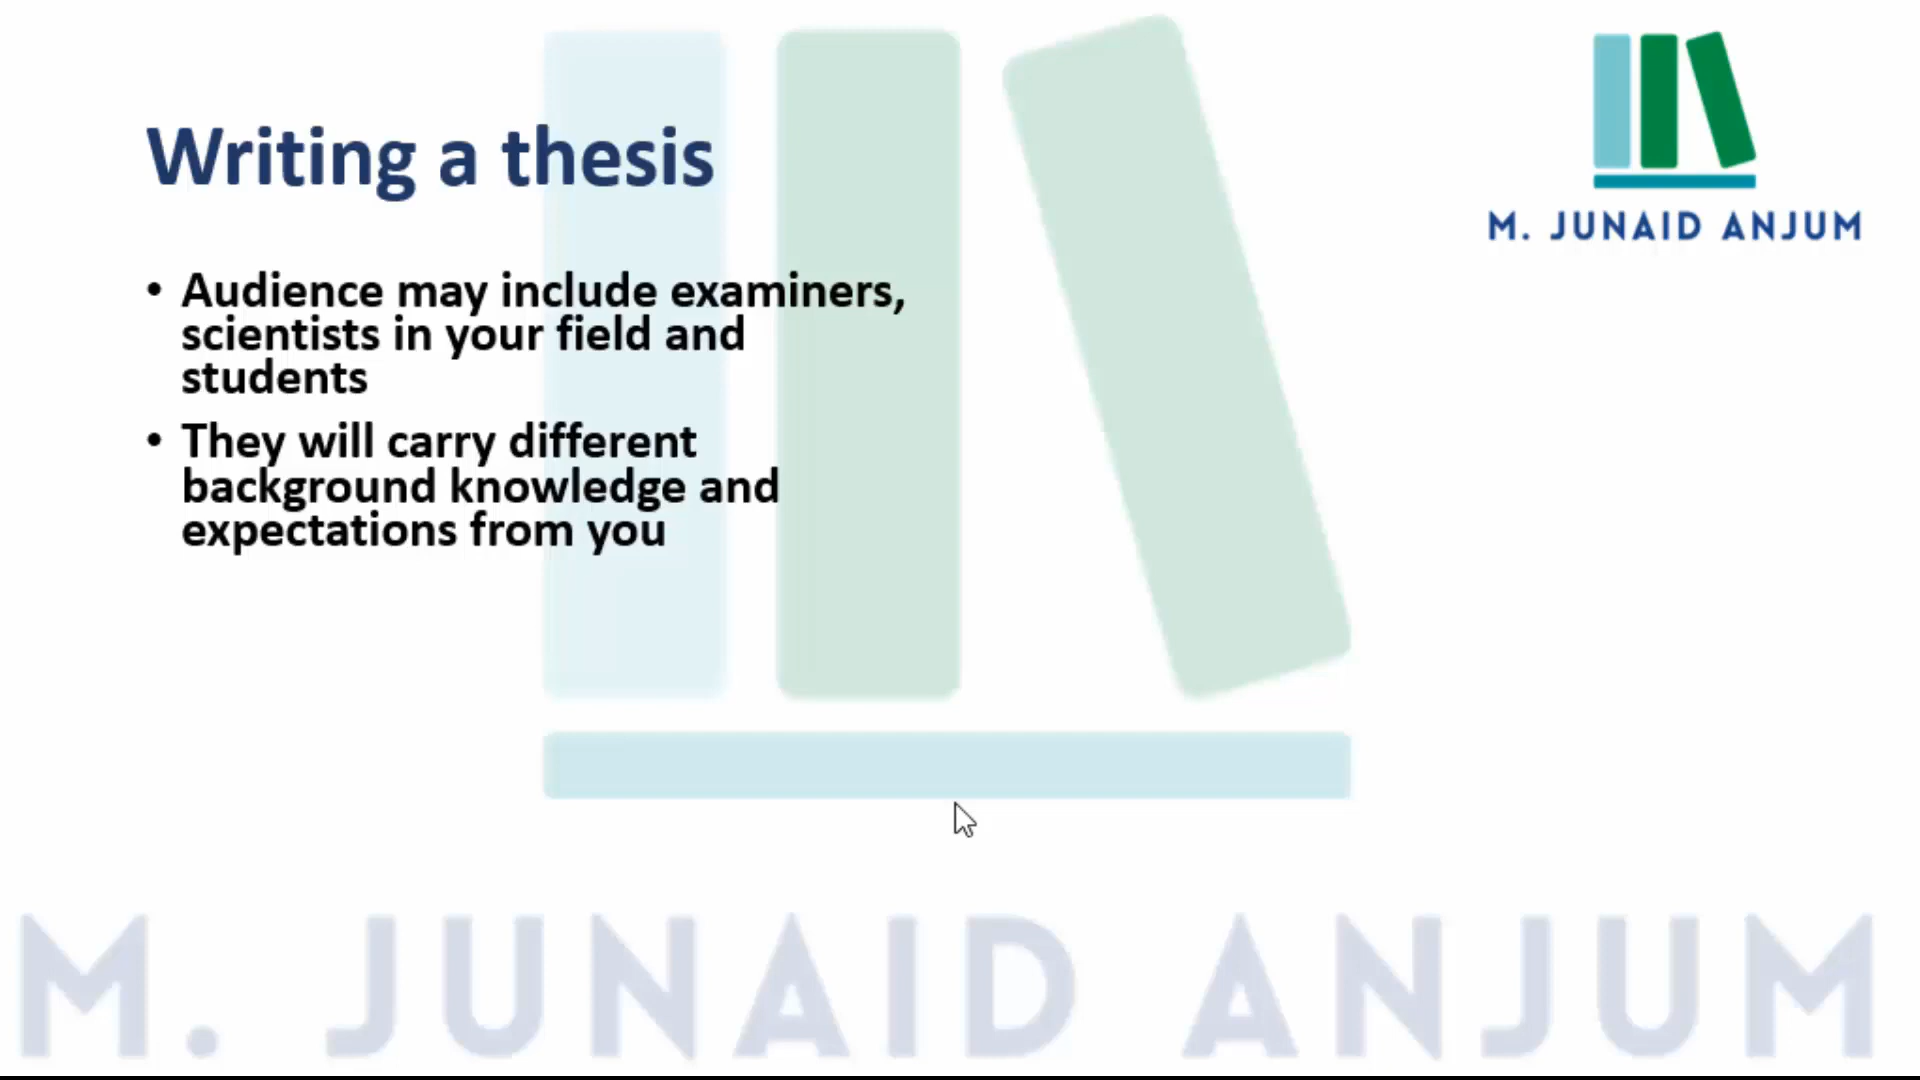 Writing a thesis
M. JUNAID ANJUM
• Audience may include examiners,
scientists in your field and
students
• They will carry different
background knowledge and
expectations from you
M. JUNAID ANJUM